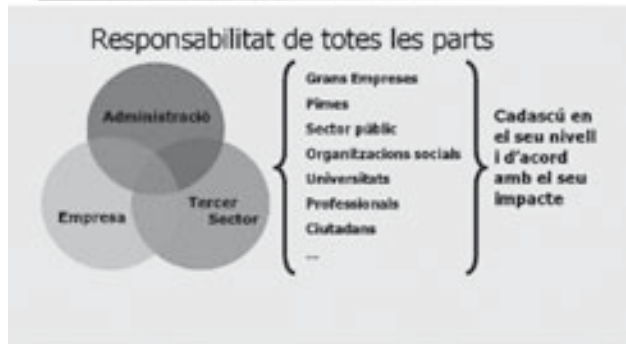 Responsabilitat de totes les parts
Administració
Empresa
Tercer
Sector
Grans Empreses
Pimes
Sector públic
Organitzacions socials
Universitats
Professionals
Ciutadans
...
Cadascú en
el seu nivell
i d'acord
amb el seu
impacte